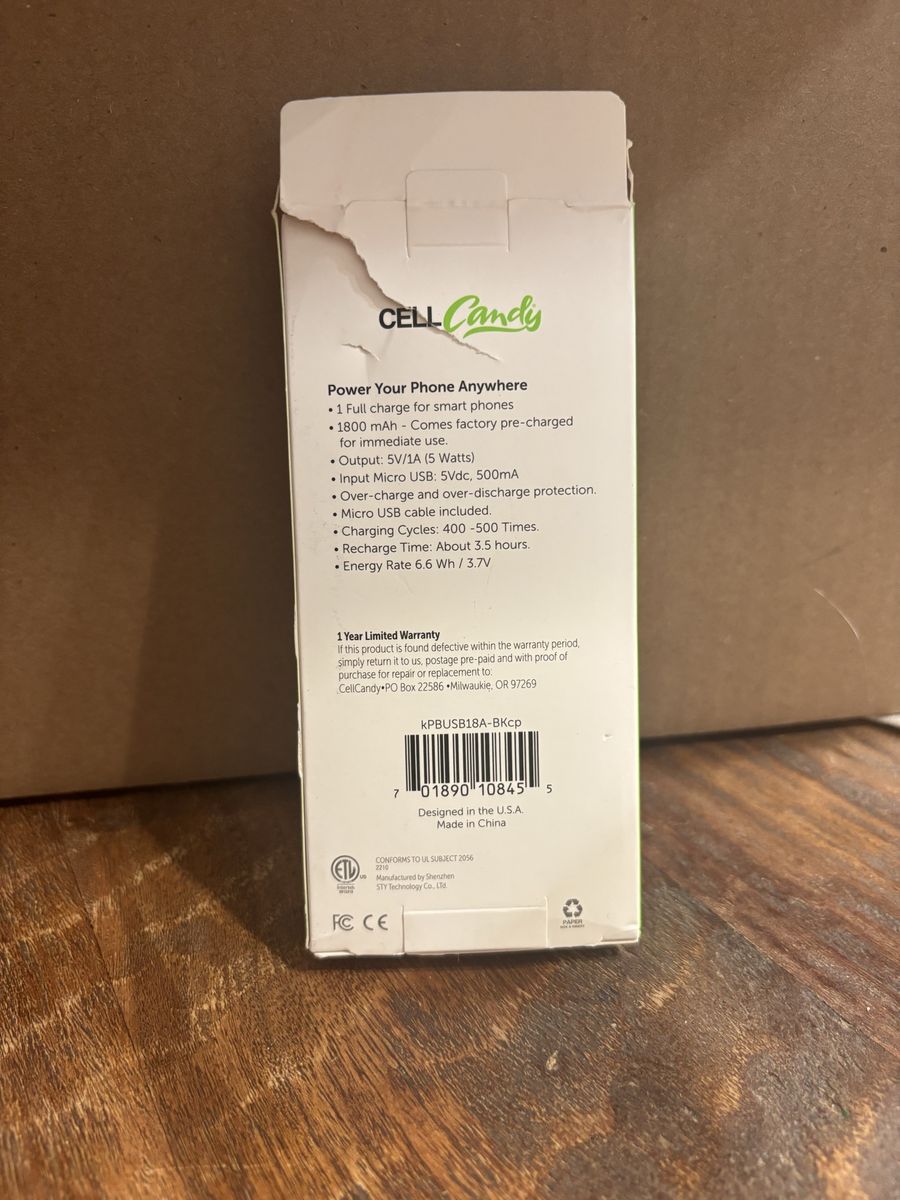 CELL Candy
Power Your Phone Anywhere
• 1 Full charge for smart phones
• 1800 mAh - Comes factory pre-charged
for immediate use.
• Output: 5V/1A (5 Watts)
• Input Micro USB: 5Vdc, 500mA
• Over-charge and over-discharge protection.
• Micro USB cable included.
• Charging Cycles: 400 -500 Times.
• Recharge Time: About 3.5 hours.
• Energy Rate 6.6 Wh / 3.7V
1 Year Limited Warranty
If this product is found defective within the warranty period,
simply return it to us, postage pre-paid and with proof of
purchase for repair or replacement to:
CellCandy•PO Box 22586 •Milwaukie, OR 97269
kPBUSB18A-BKcp
7 01890 10845 5
Designed in the U.S.A.
Made in China
ETL US
Intertek
CONFORMS TO UL SUBJECT 2056
2210
Manufactured by Shenzhen
STY Technology Co., Ltd.
FC CE
PAPER